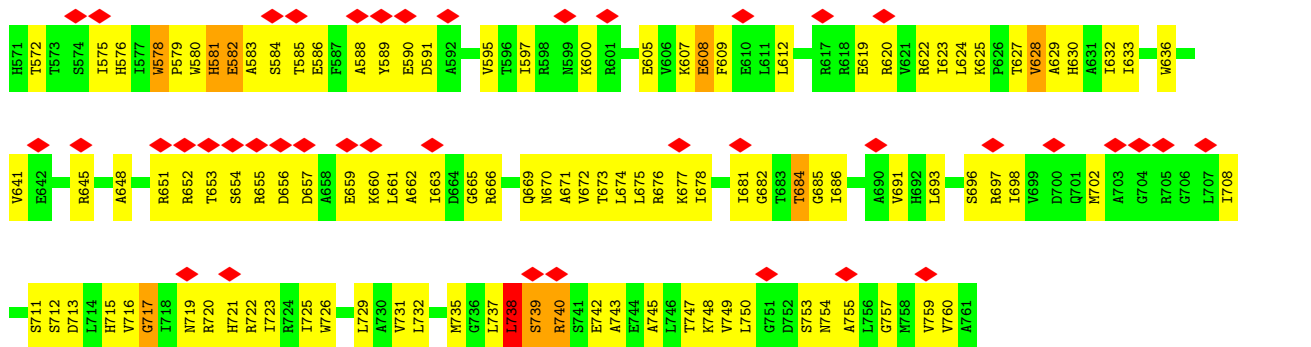 H571 T572 T573 S574 I575 H576 I577 W578 P579 W580 H581 E582 A583 S584 T585 E586 F587 A588 Y589 E590 D591 A592 V595 T596 I597 R598 N599 K600 R601 E605 V606 K607 E608 F609 E610 L611 L612 R617 R618 E619 R620 V621 R622 I623 L624 K625 P626 T627 V628 A629 H630 A631 I632 I633 W636
V641 E642 R645 A648 R651 R652 T653 S654 R655 D656 D657 A658 E659 K660 L661 A662 I663 D664 G665 R666 Q669 N670 A671 V672 T673 L674 L675 R676 K677 I678 I681 G682 T683 T684 G685 I686 A690 V691 H692 L693 S696 R697 I698 V699 D700 Q701 M702 A703 G704 R705 G706 L707 I708
S711 S712 D713 L714 H715 V716 G717 I718 N719 R720 H721 R722 I723 R724 I725 W726 L729 A730 V731 L732 M735 G736 L737 L738 S739 R740 S741 E742 A743 E744 A745 L746 T747 K748 V749 L750 G751 D752 S753 N754 A755 L756 G757 M758 V759 V760 A761